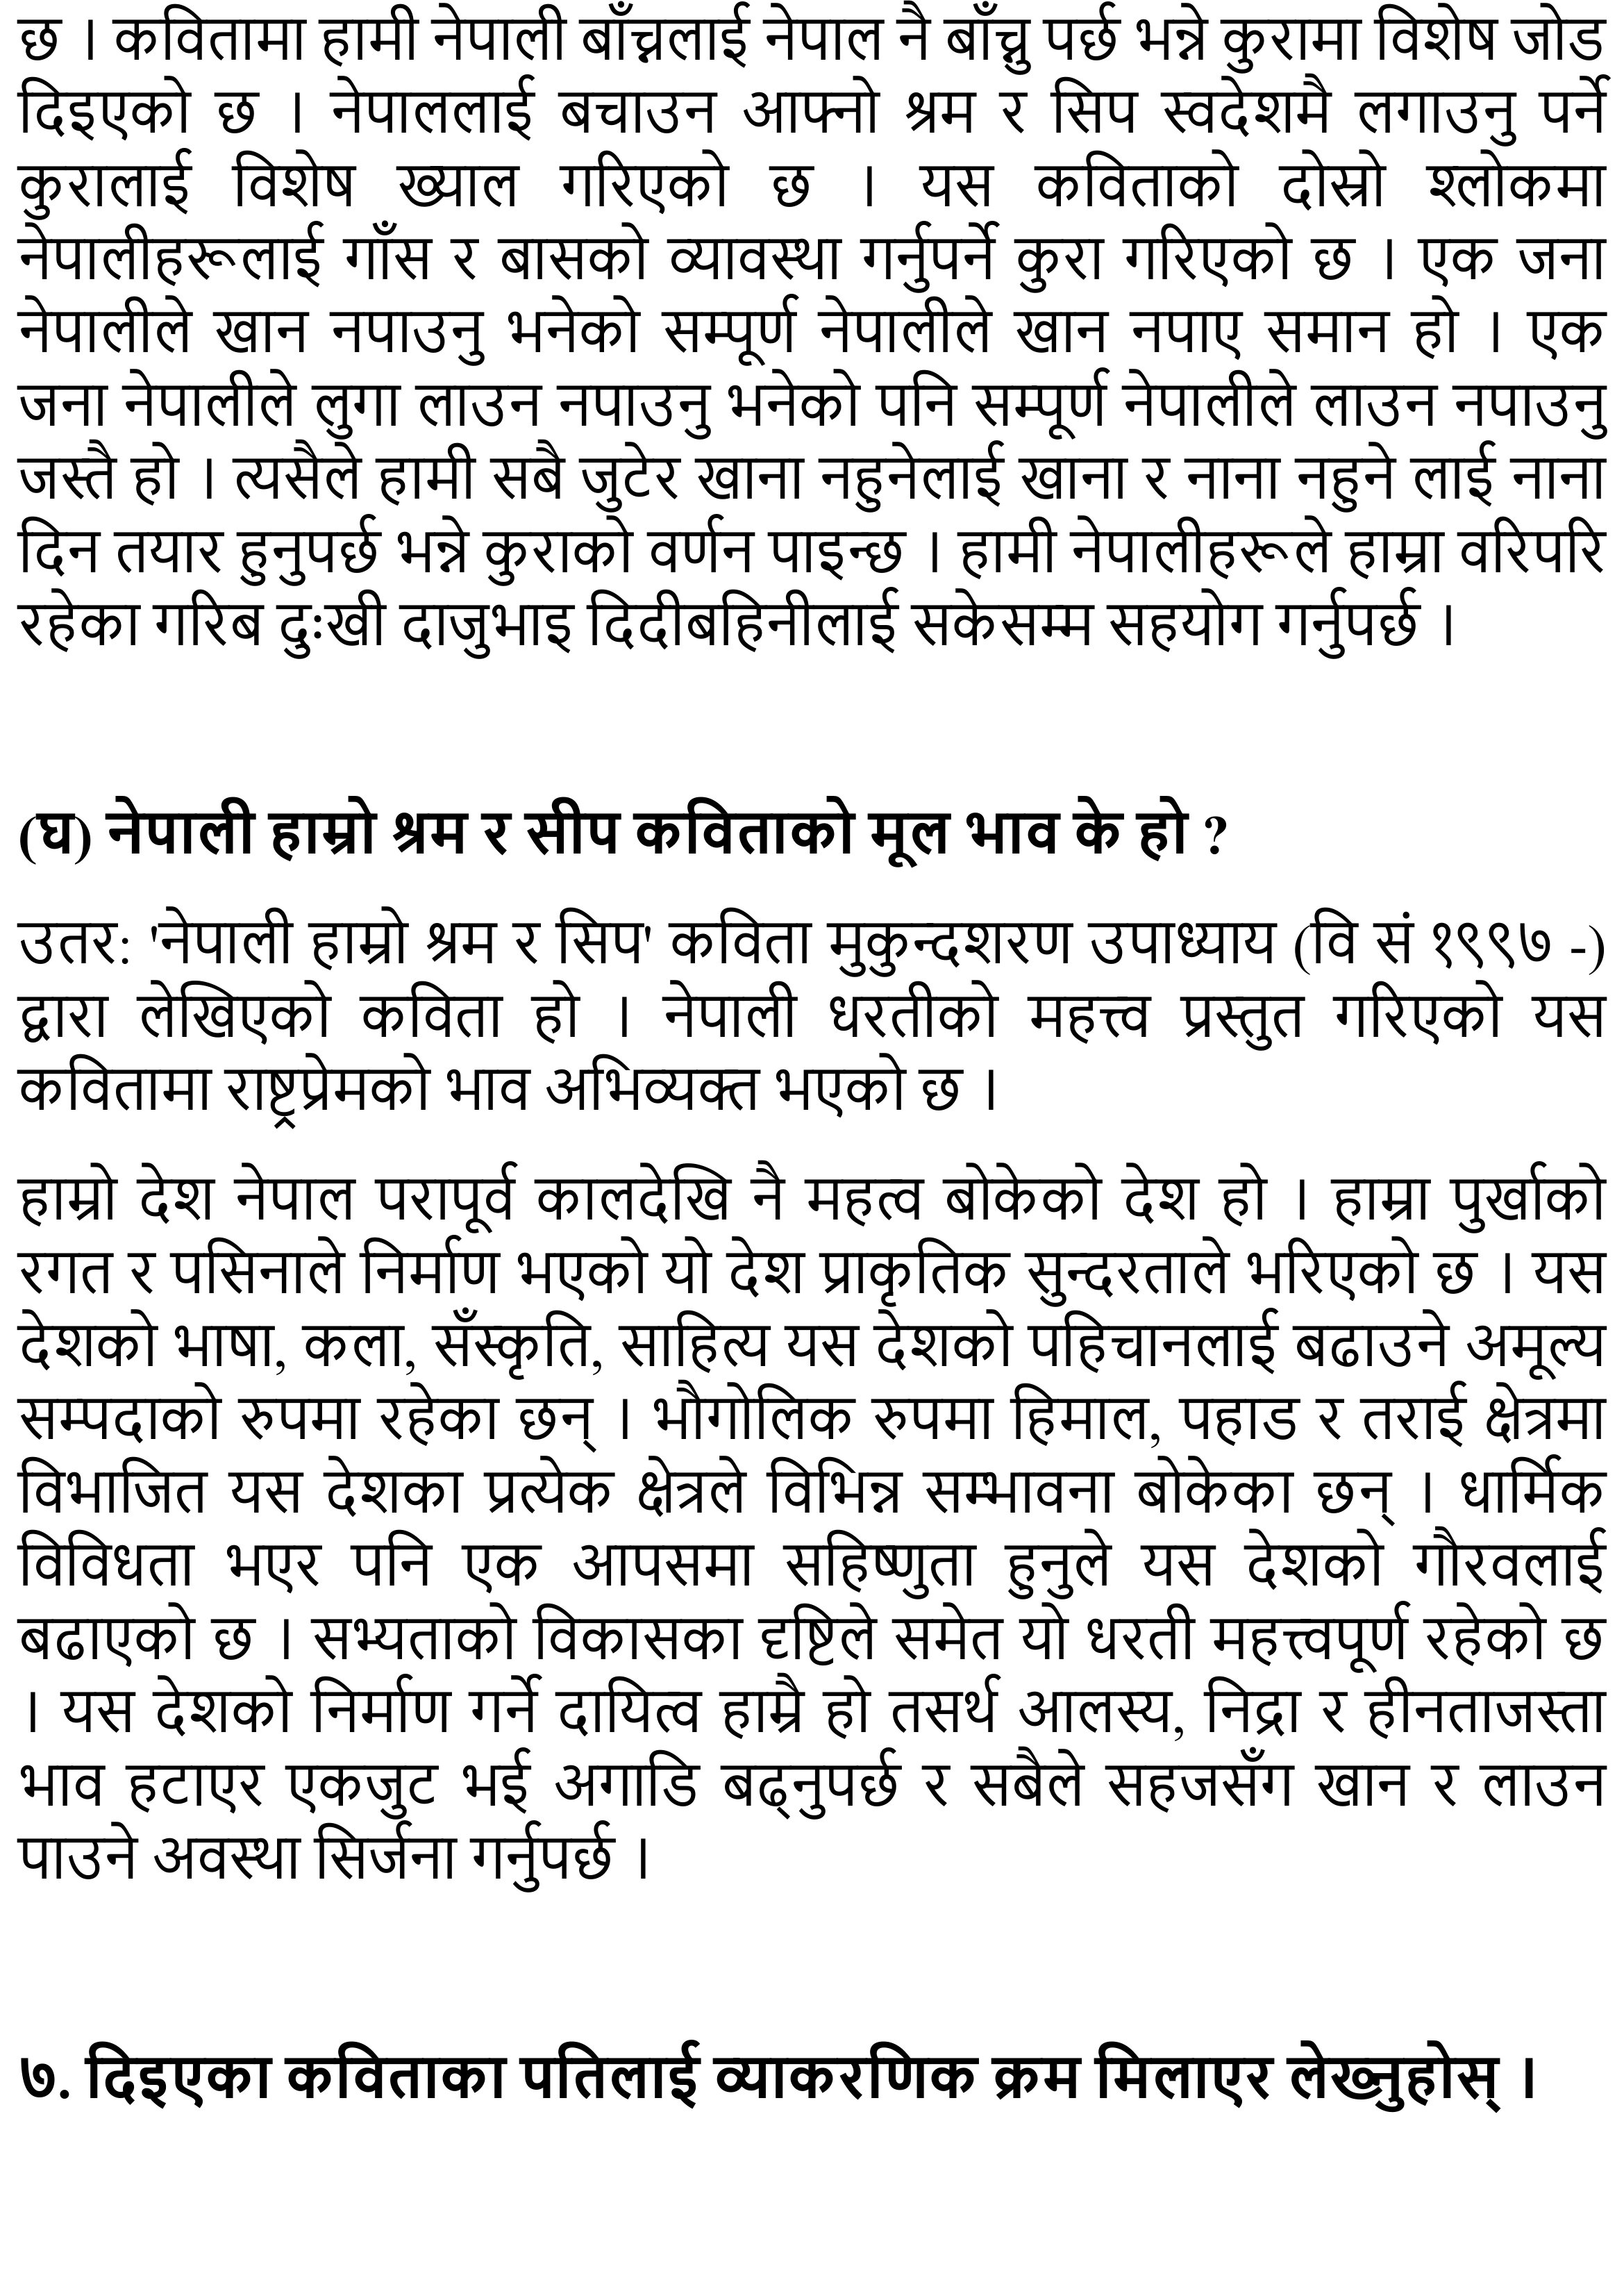 छ । कवितामा हामी नेपाली बाँच्नलाई नेपाल नै बाँच्नु पर्छ भन्ने कुरामा विशेष जोड
दिइएको छ । नेपाललाई बचाउन आफ्नो श्रम र सिप स्वदेशमै लगाउनु पर्ने
कुरालाई विशेष ख्याल गरिएको छ । यस कविताको दोस्रो श्लोकमा
नेपालीहरूलाई गाँस र बासको व्यावस्था गर्नुपर्ने कुरा गरिएको छ । एक जना
नेपालीले खान नपाउनु भनेको सम्पूर्ण नेपालीले खान नपाए समान हो । एक
जना नेपालीले लुगा लाउन नपाउनु भनेको पनि सम्पूर्ण नेपालीले लाउन नपाउनु
जस्तै हो । त्यसैले हामी सबै जुटेर खाना नहुनेलाई खाना र नाना नहुने लाई नाना
दिन तयार हुनुपर्छ भन्ने कुराको वर्णन पाइन्छ । हामी नेपालीहरूले हाम्रा वरिपरि
रहेका गरिब दुःखी दाजुभाइ दिदीबहिनीलाई सकेसम्म सहयोग गर्नुपर्छ ।
(घ) नेपाली हाम्रो श्रम र सीप कविताको मूल भाव के हो ?
उतर: 'नेपाली हाम्रो श्रम र सिप' कविता मुकुन्दशरण उपाध्याय (वि सं १९९७ -)
द्वारा लेखिएको कविता हो । नेपाली धरतीको महत्त्व प्रस्तुत गरिएको यस
कवितामा राष्ट्रप्रेमको भाव अभिव्यक्त भएको छ ।
हाम्रो देश नेपाल परापूर्व कालदेखि नै महत्व बोकेको देश हो । हाम्रा पुर्खाको
रगत र पसिनाले निर्माण भएको यो देश प्राकृतिक सुन्दरताले भरिएको छ । यस
देशको भाषा, कला, सँस्कृति, साहित्य यस देशको पहिचानलाई बढाउने अमूल्य
सम्पदाको रुपमा रहेका छन् । भौगोलिक रुपमा हिमाल, पहाड र तराई क्षेत्रमा
विभाजित यस देशका प्रत्येक क्षेत्रले विभिन्न सम्भावना बोकेका छन् । धार्मिक
विविधता भएर पनि एक आपसमा सहिष्णुता हुनुले यस देशको गौरवलाई
बढाएको छ । सभ्यताको विकासका दृष्टिले समेत यो धरती महत्त्वपूर्ण रहेको छ
। यस देशको निर्माण गर्ने दायित्व हाम्रै हो तसर्थ आलस्य, निद्रा र हीनताजस्ता
भाव हटाएर एकजुट भई अगाडि बढ्नुपर्छ र सबैले सहजसँग खान र लाउन
पाउने अवस्था सिर्जना गर्नुपर्छ ।
७. दिइएका कविताका पतिलाई व्याकरणिक क्रम मिलाएर लेख्नुहोस् ।